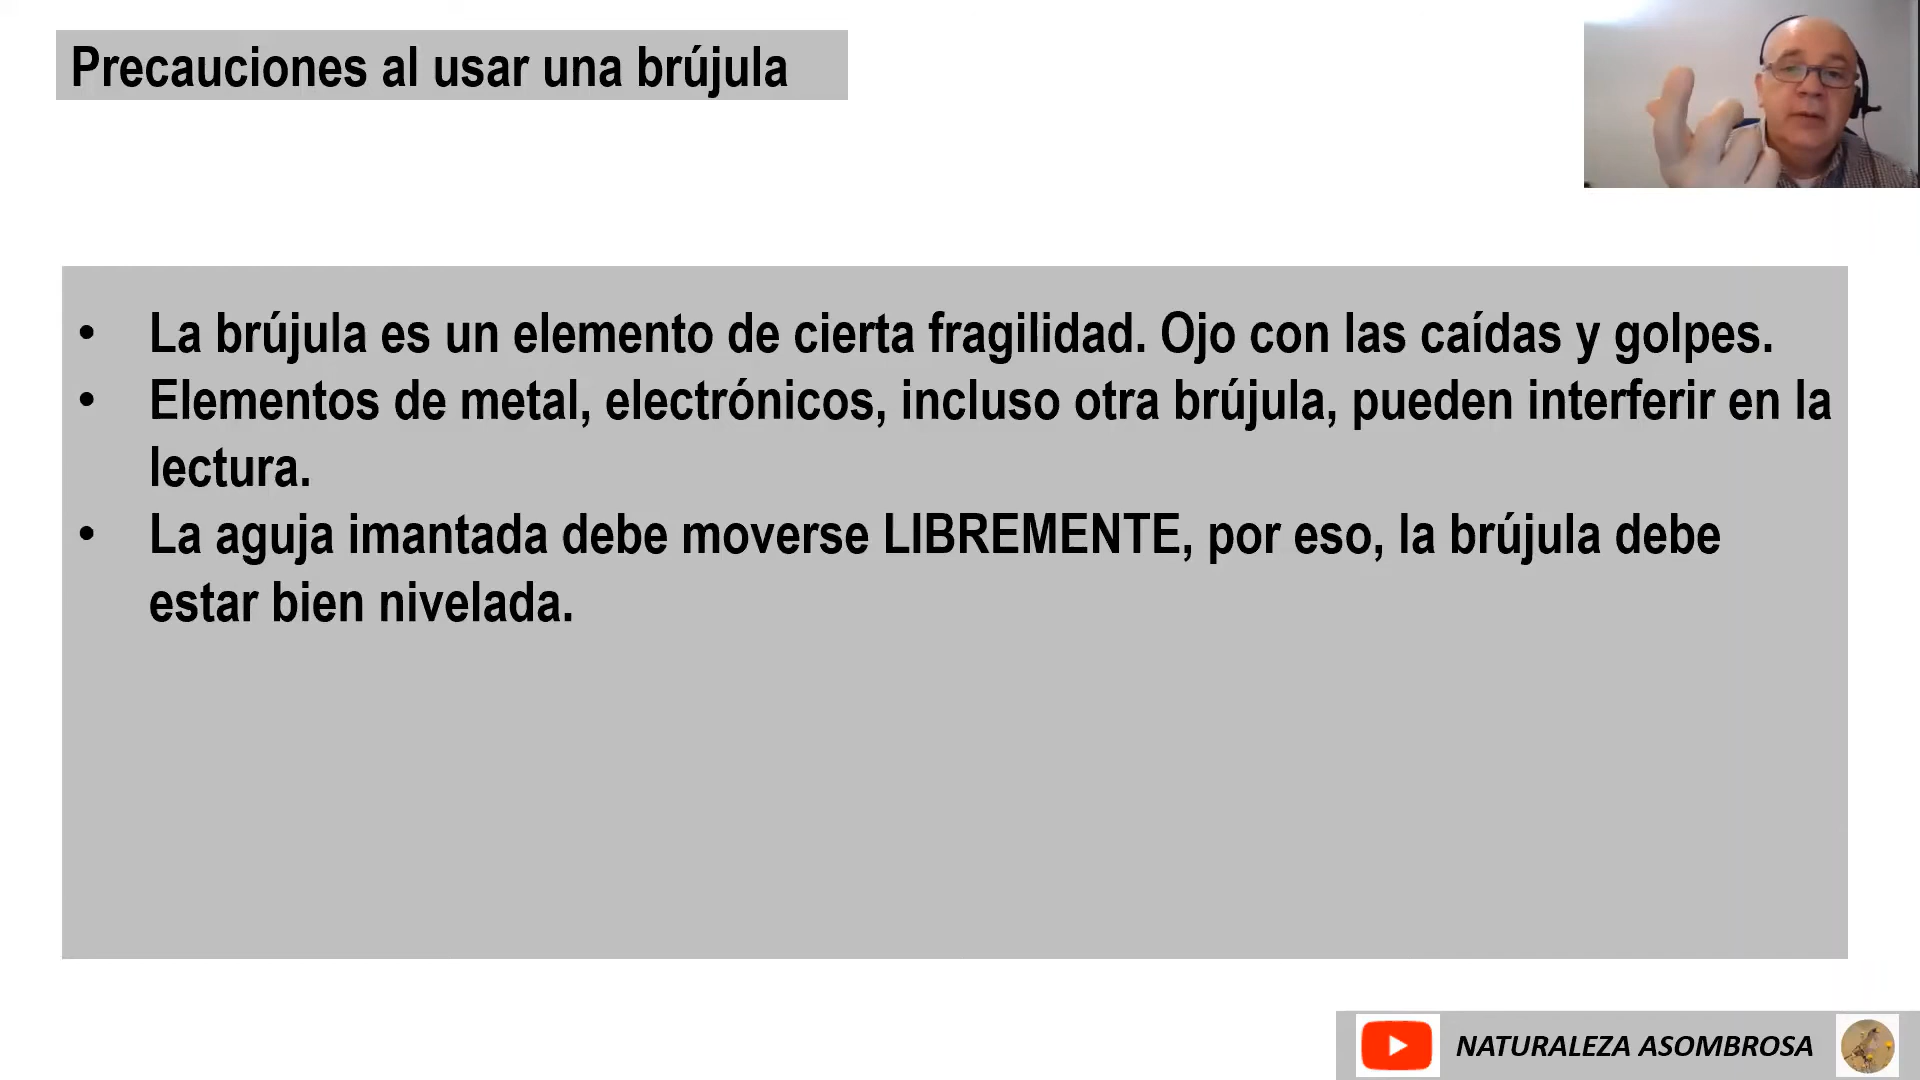 Precauciones al usar una brújula
• La brújula es un elemento de cierta fragilidad. Ojo con las caídas y golpes.
• Elementos de metal, electrónicos, incluso otra brújula, pueden interferir en la
lectura.
• La aguja imantada debe moverse LIBREMENTE, por eso, la brújula debe
estar bien nivelada.
NATURALEZA ASOMBROSA